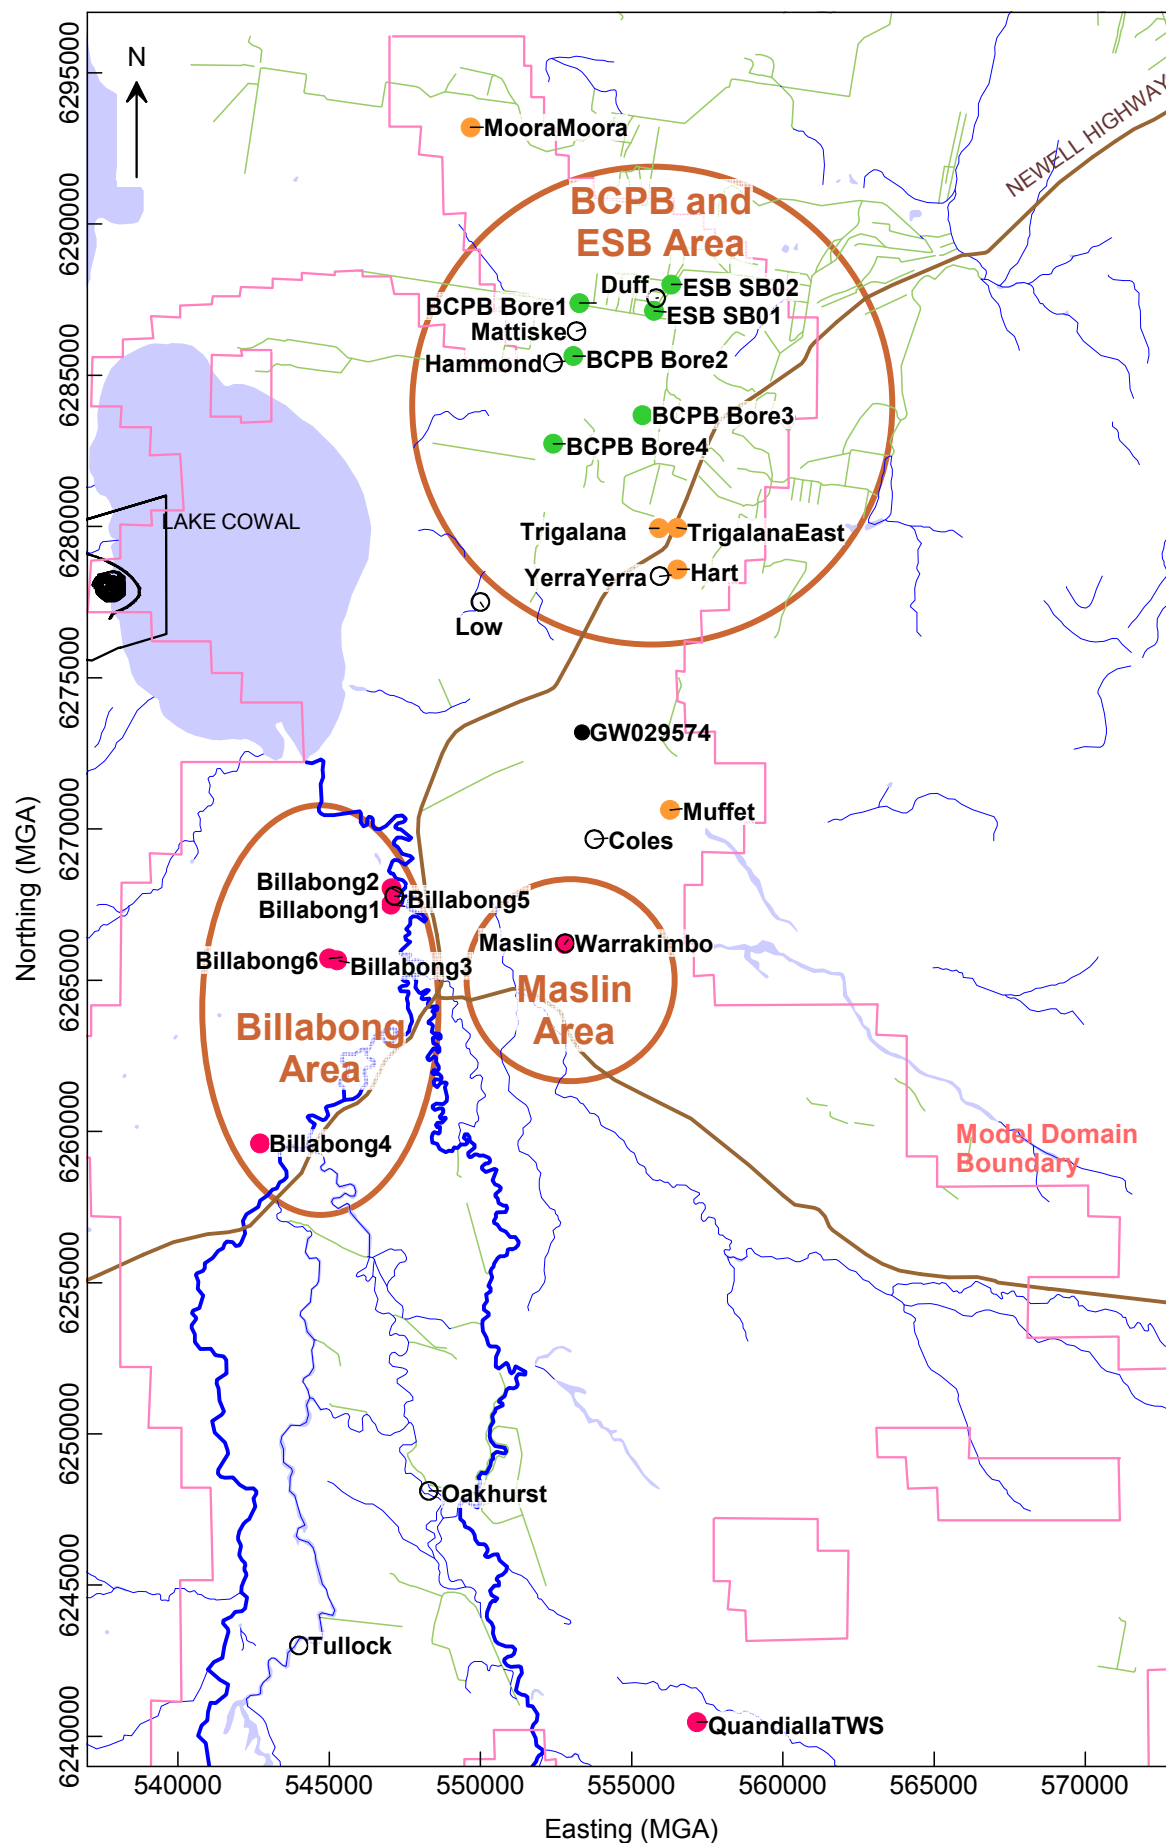 6295000
N
NEWELL HIGHWAY
MooraMoora
6290000
BCPB and
ESB Area
Duff
ESB SB02
BCPB Bore1
ESB SB01
Mattiske
6285000
Hammond
BCPB Bore2
BCPB Bore3
BCPB Bore4
6280000
LAKE COWAL
Trigalana
TrigalanaEast
YerraYerra
Hart
Low
6275000
GW029574
Northing (MGA)
6270000
Muffet
Coles
Billabong2
Billabong1
Billabong5
Maslin
Warrakimbo
Billabong6
Billabong3
6265000
Maslin
Area
Billabong
Area
6260000
Billabong4
Model Domain
Boundary
6255000
6250000
Oakhurst
6245000
Tullock
6240000
QuandiallaTWS
540000
545000
550000
555000
560000
565000
570000
Easting (MGA)